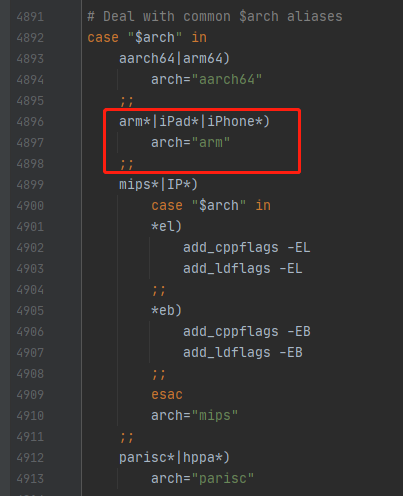 4891 # Deal with common $arch aliases
4892 case "$arch" in
4893 aarch64|arm64)
4894 arch="aarch64"
4895 ;;
4896 arm*|iPad*|iPhone*)
4897 arch="arm"
4898 ;;
4899 mips*|IP*)
4900 case "$arch" in
4901 *el)
4902 add_cppflags -EL
4903 add_ldflags -EL
4904 ;;
4905 *eb)
4906 add_cppflags -EB
4907 add_ldflags -EB
4908 ;;
4909 esac
4910 arch="mips"
4911 ;;
4912 parisc*|hppa*)
4913 arch="parisc"